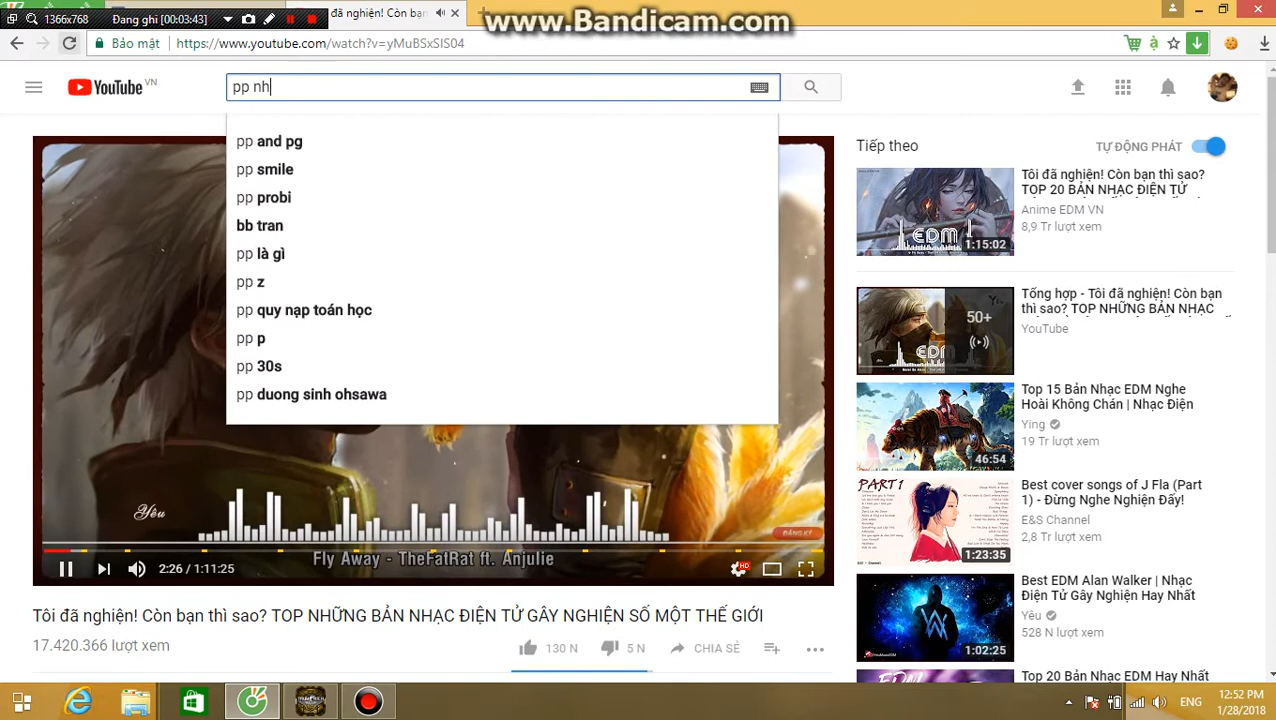 www.Bandicam.com
1366x768
Đang ghi [00:03:43]
đã nghiện! Còn bạn t
Bảo mật
https://www.youtube.com/watch?v=yMuBSxSIS04
YouTube VN
pp nh
pp and pg
pp smile
pp probi
bb tran
pp là gì
pp z
pp quy nạp toán học
pp p
pp 30s
pp duong sinh ohsawa
Yêu
ĐĂNG KÝ
Fly Away - TheFatRat ft. Anjulie
2:26 / 1:11:25
HD
Tôi đã nghiện! Còn bạn thì sao? TOP NHỮNG BẢN NHẠC ĐIỆN TỬ GÂY NGHIỆN SỐ MỘT THẾ GIỚI
17.420.366 lượt xem
130 N
5 N
CHIA SẺ
Tiếp theo
TỰ ĐỘNG PHÁT
EDM
1:15:02
Tôi đã nghiện! Còn bạn thì sao?
TOP 20 BẢN NHẠC ĐIỆN TỬ
Anime EDM VN
8,9 Tr lượt xem
EDM
50+
Tổng hợp - Tôi đã nghiện! Còn bạn
thì sao? TOP NHỮNG BẢN NHẠC
YouTube
46:54
Top 15 Bản Nhạc EDM Nghe
Hoài Không Chán | Nhạc Điện
Ying
19 Tr lượt xem
PART 1
1:23:35
Best cover songs of J Fla (Part
1) - Đừng Nghe Nghiện Đấy!
E&S Channel
2,8 Tr lượt xem
1:02:25
Best EDM Alan Walker | Nhạc
Điện Tử Gây Nghiện Hay Nhất
Yêu
528 N lượt xem
Top 20 Bản Nhạc EDM Hay Nhất
ENG
12:52 PM
1/28/2018